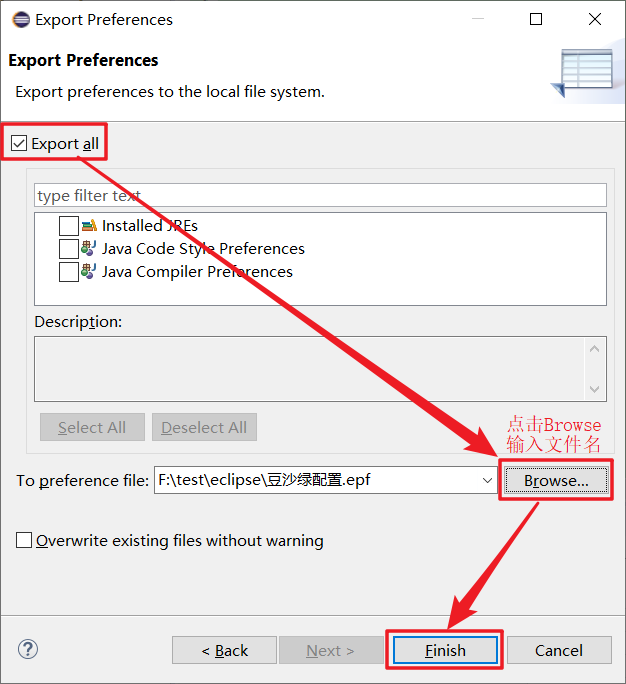 Export Preferences
Export Preferences
Export preferences to the local file system.
Export all
type filter text
Installed JREs
Java Code Style Preferences
Java Compiler Preferences
Description:
Select All
Deselect All
点击Browse
输入文件名
To preference file:
F:\test\eclipse\豆沙绿配置.epf
Browse...
Overwrite existing files without warning
?
< Back
Next >
Finish
Cancel